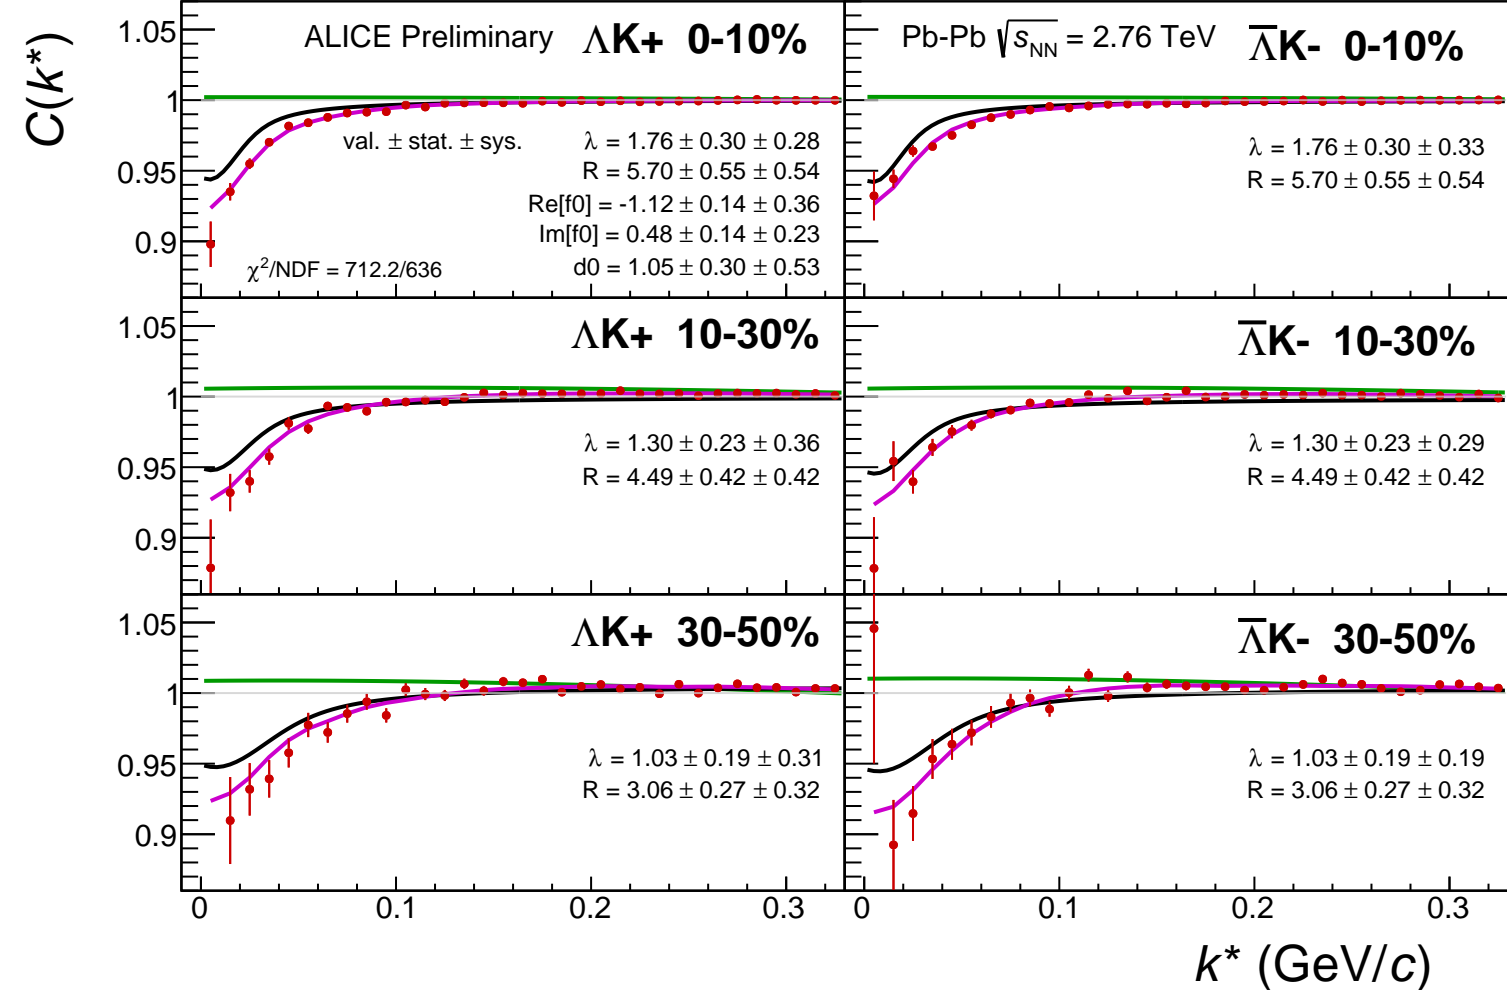 C(k*)
ALICE Preliminary ΛK+ 0-10%
val. ± stat. ± sys.
λ = 1.76 ± 0.30 ± 0.28
R = 5.70 ± 0.55 ± 0.54
Re[f0] = -1.12 ± 0.14 ± 0.36
Im[f0] = 0.48 ± 0.14 ± 0.23
d0 = 1.05 ± 0.30 ± 0.53
χ²/NDF = 712.2/636
1.05
1
0.95
0.9
Pb-Pb √s_NN = 2.76 TeV Λ̅K- 0-10%
λ = 1.76 ± 0.30 ± 0.33
R = 5.70 ± 0.55 ± 0.54
ΛK+ 10-30%
λ = 1.30 ± 0.23 ± 0.36
R = 4.49 ± 0.42 ± 0.42
1.05
1
0.95
0.9
Λ̅K- 10-30%
λ = 1.30 ± 0.23 ± 0.29
R = 4.49 ± 0.42 ± 0.42
ΛK+ 30-50%
λ = 1.03 ± 0.19 ± 0.31
R = 3.06 ± 0.27 ± 0.32
1.05
1
0.95
0.9
Λ̅K- 30-50%
λ = 1.03 ± 0.19 ± 0.19
R = 3.06 ± 0.27 ± 0.32
0 0.1 0.2 0.3
0 0.1 0.2 0.3
k* (GeV/c)